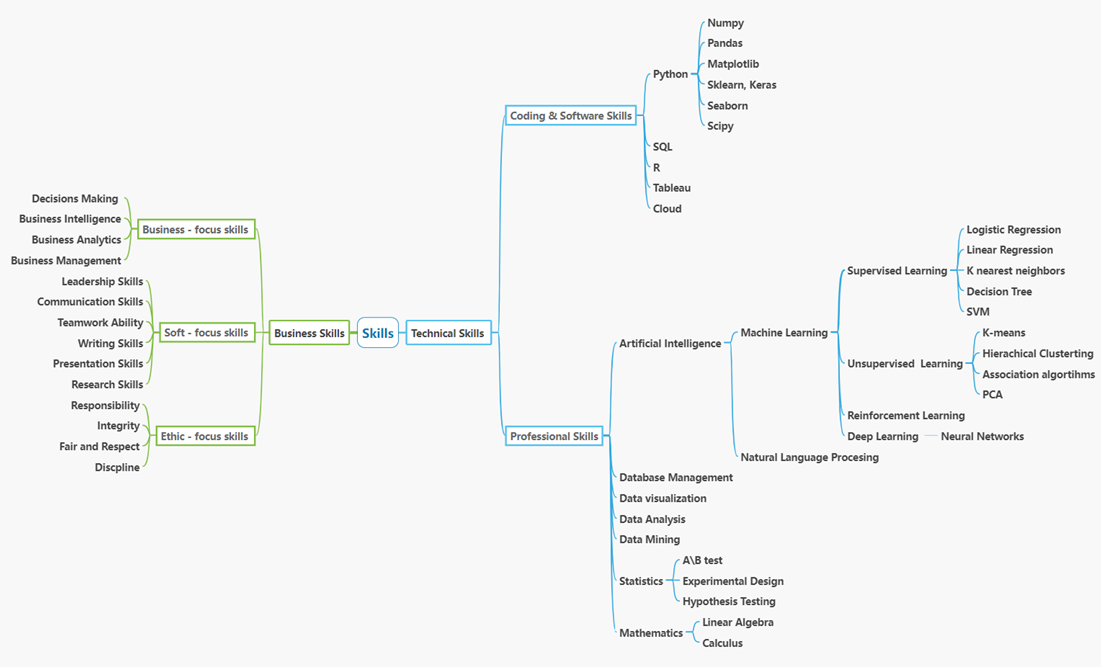 Skills
Business Skills
Business - focus skills
Decisions Making
Business Intelligence
Business Analytics
Business Management
Soft - focus skills
Leadership Skills
Communication Skills
Teamwork Ability
Writing Skills
Presentation Skills
Research Skills
Ethic - focus skills
Responsibility
Integrity
Fair and Respect
Discpline
Technical Skills
Coding & Software Skills
Python
Numpy
Pandas
Matplotlib
Sklearn, Keras
Seaborn
Scipy
SQL
R
Tableau
Cloud
Professional Skills
Artificial Intelligence
Machine Learning
Supervised Learning
Logistic Regression
Linear Regression
K nearest neighbors
Decision Tree
SVM
Unsupervised Learning
K-means
Hierachical Clusterting
Association algortihms
PCA
Reinforcement Learning
Deep Learning
Neural Networks
Natural Language Procesing
Database Management
Data visualization
Data Analysis
Data Mining
Statistics
A\B test
Experimental Design
Hypothesis Testing
Mathematics
Linear Algebra
Calculus